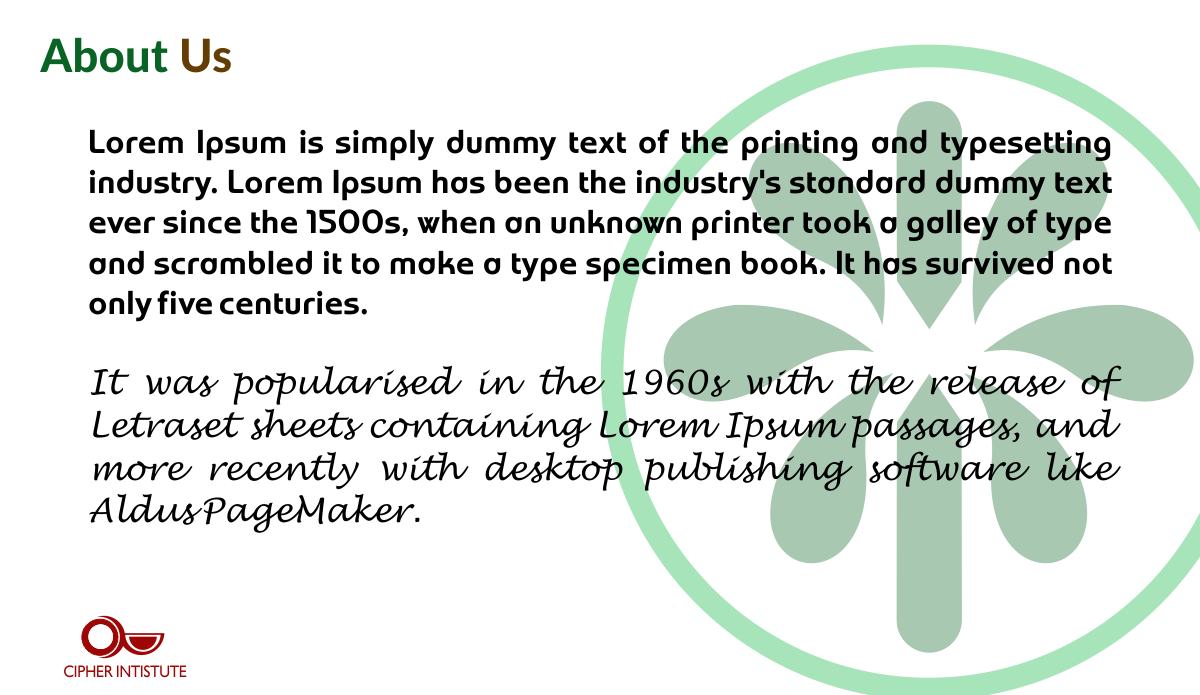 About Us
Lorem Ipsum is simply dummy text of the printing and typesetting
industry. Lorem Ipsum has been the industry's standard dummy text
ever since the 1500s, when an unknown printer took a galley of type
and scrambled it to make a type specimen book. It has survived not
only five centuries.
It was popularised in the 1960s with the release of
Letraset sheets containing Lorem Ipsum passages, and
more recently with desktop publishing software like
Aldus PageMaker.
CIPHER INTISTUTE